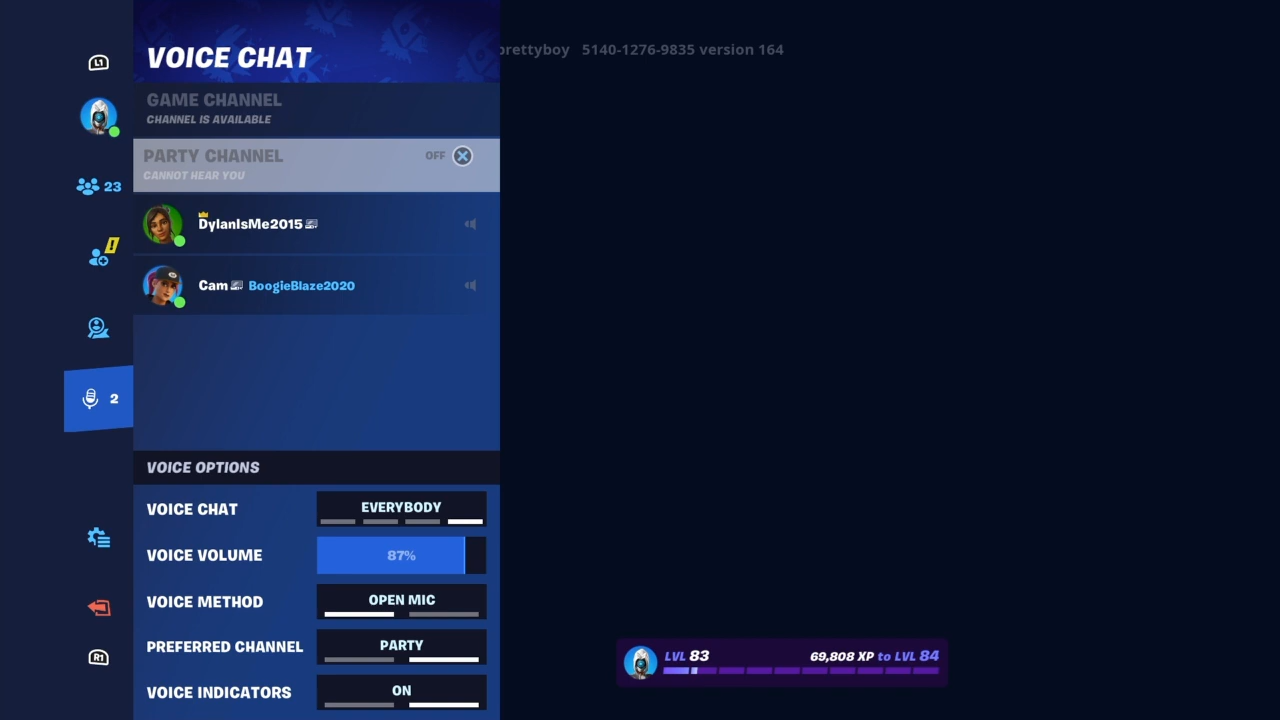 prettyboy 5140-1276-9835 version 164
L1
VOICE CHAT
GAME CHANNEL
CHANNEL IS AVAILABLE
PARTY CHANNEL
OFF
CANNOT HEAR YOU
23
DylanIsMe2015
Cam BoogieBlaze2020
2
VOICE OPTIONS
VOICE CHAT EVERYBODY
VOICE VOLUME 87%
VOICE METHOD OPEN MIC
PREFERRED CHANNEL PARTY
VOICE INDICATORS ON
R1
LVL 83 69,808 XP to LVL 84